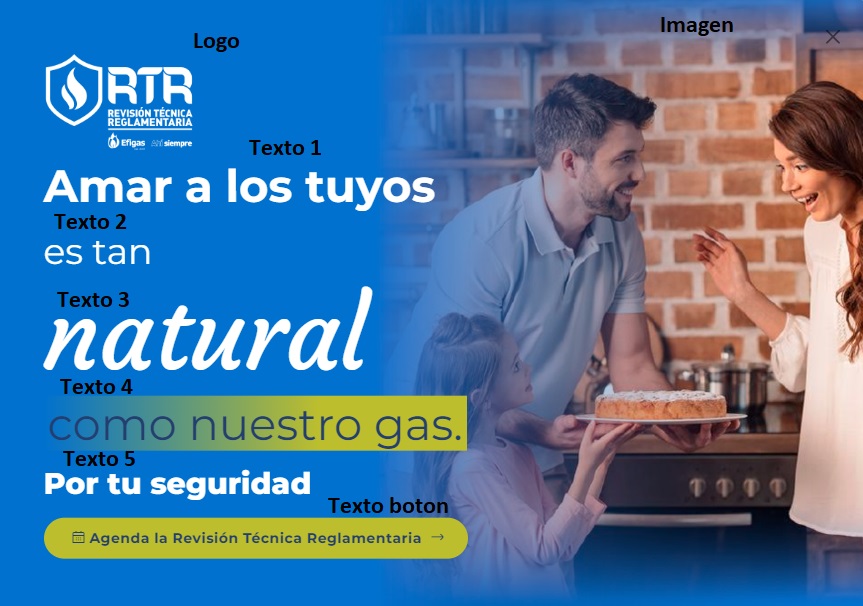 Logo
Imagen
RTR
REVISIÓN TÉCNICA
REGLAMENTARIA
Efigas
siempre
Texto 1
Amar a los tuyos
Texto 2
es tan
Texto 3
natural
Texto 4
como nuestro gas.
Texto 5
Por tu seguridad
Texto boton
Agenda la Revisión Técnica Reglamentaria →